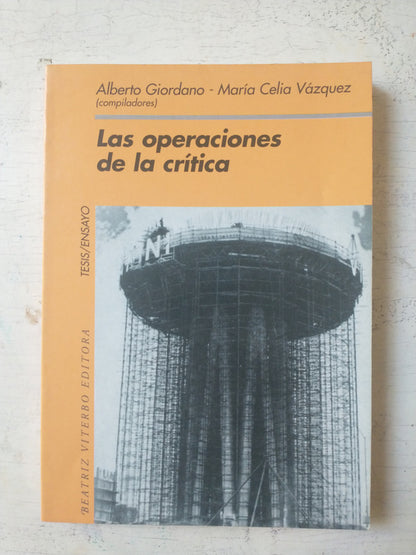 Alberto Giordano - María Celia Vázquez
(compiladores)
Las operaciones
de la crítica
TESIS/ENSAYO
BEATRIZ VITERBO EDITORA